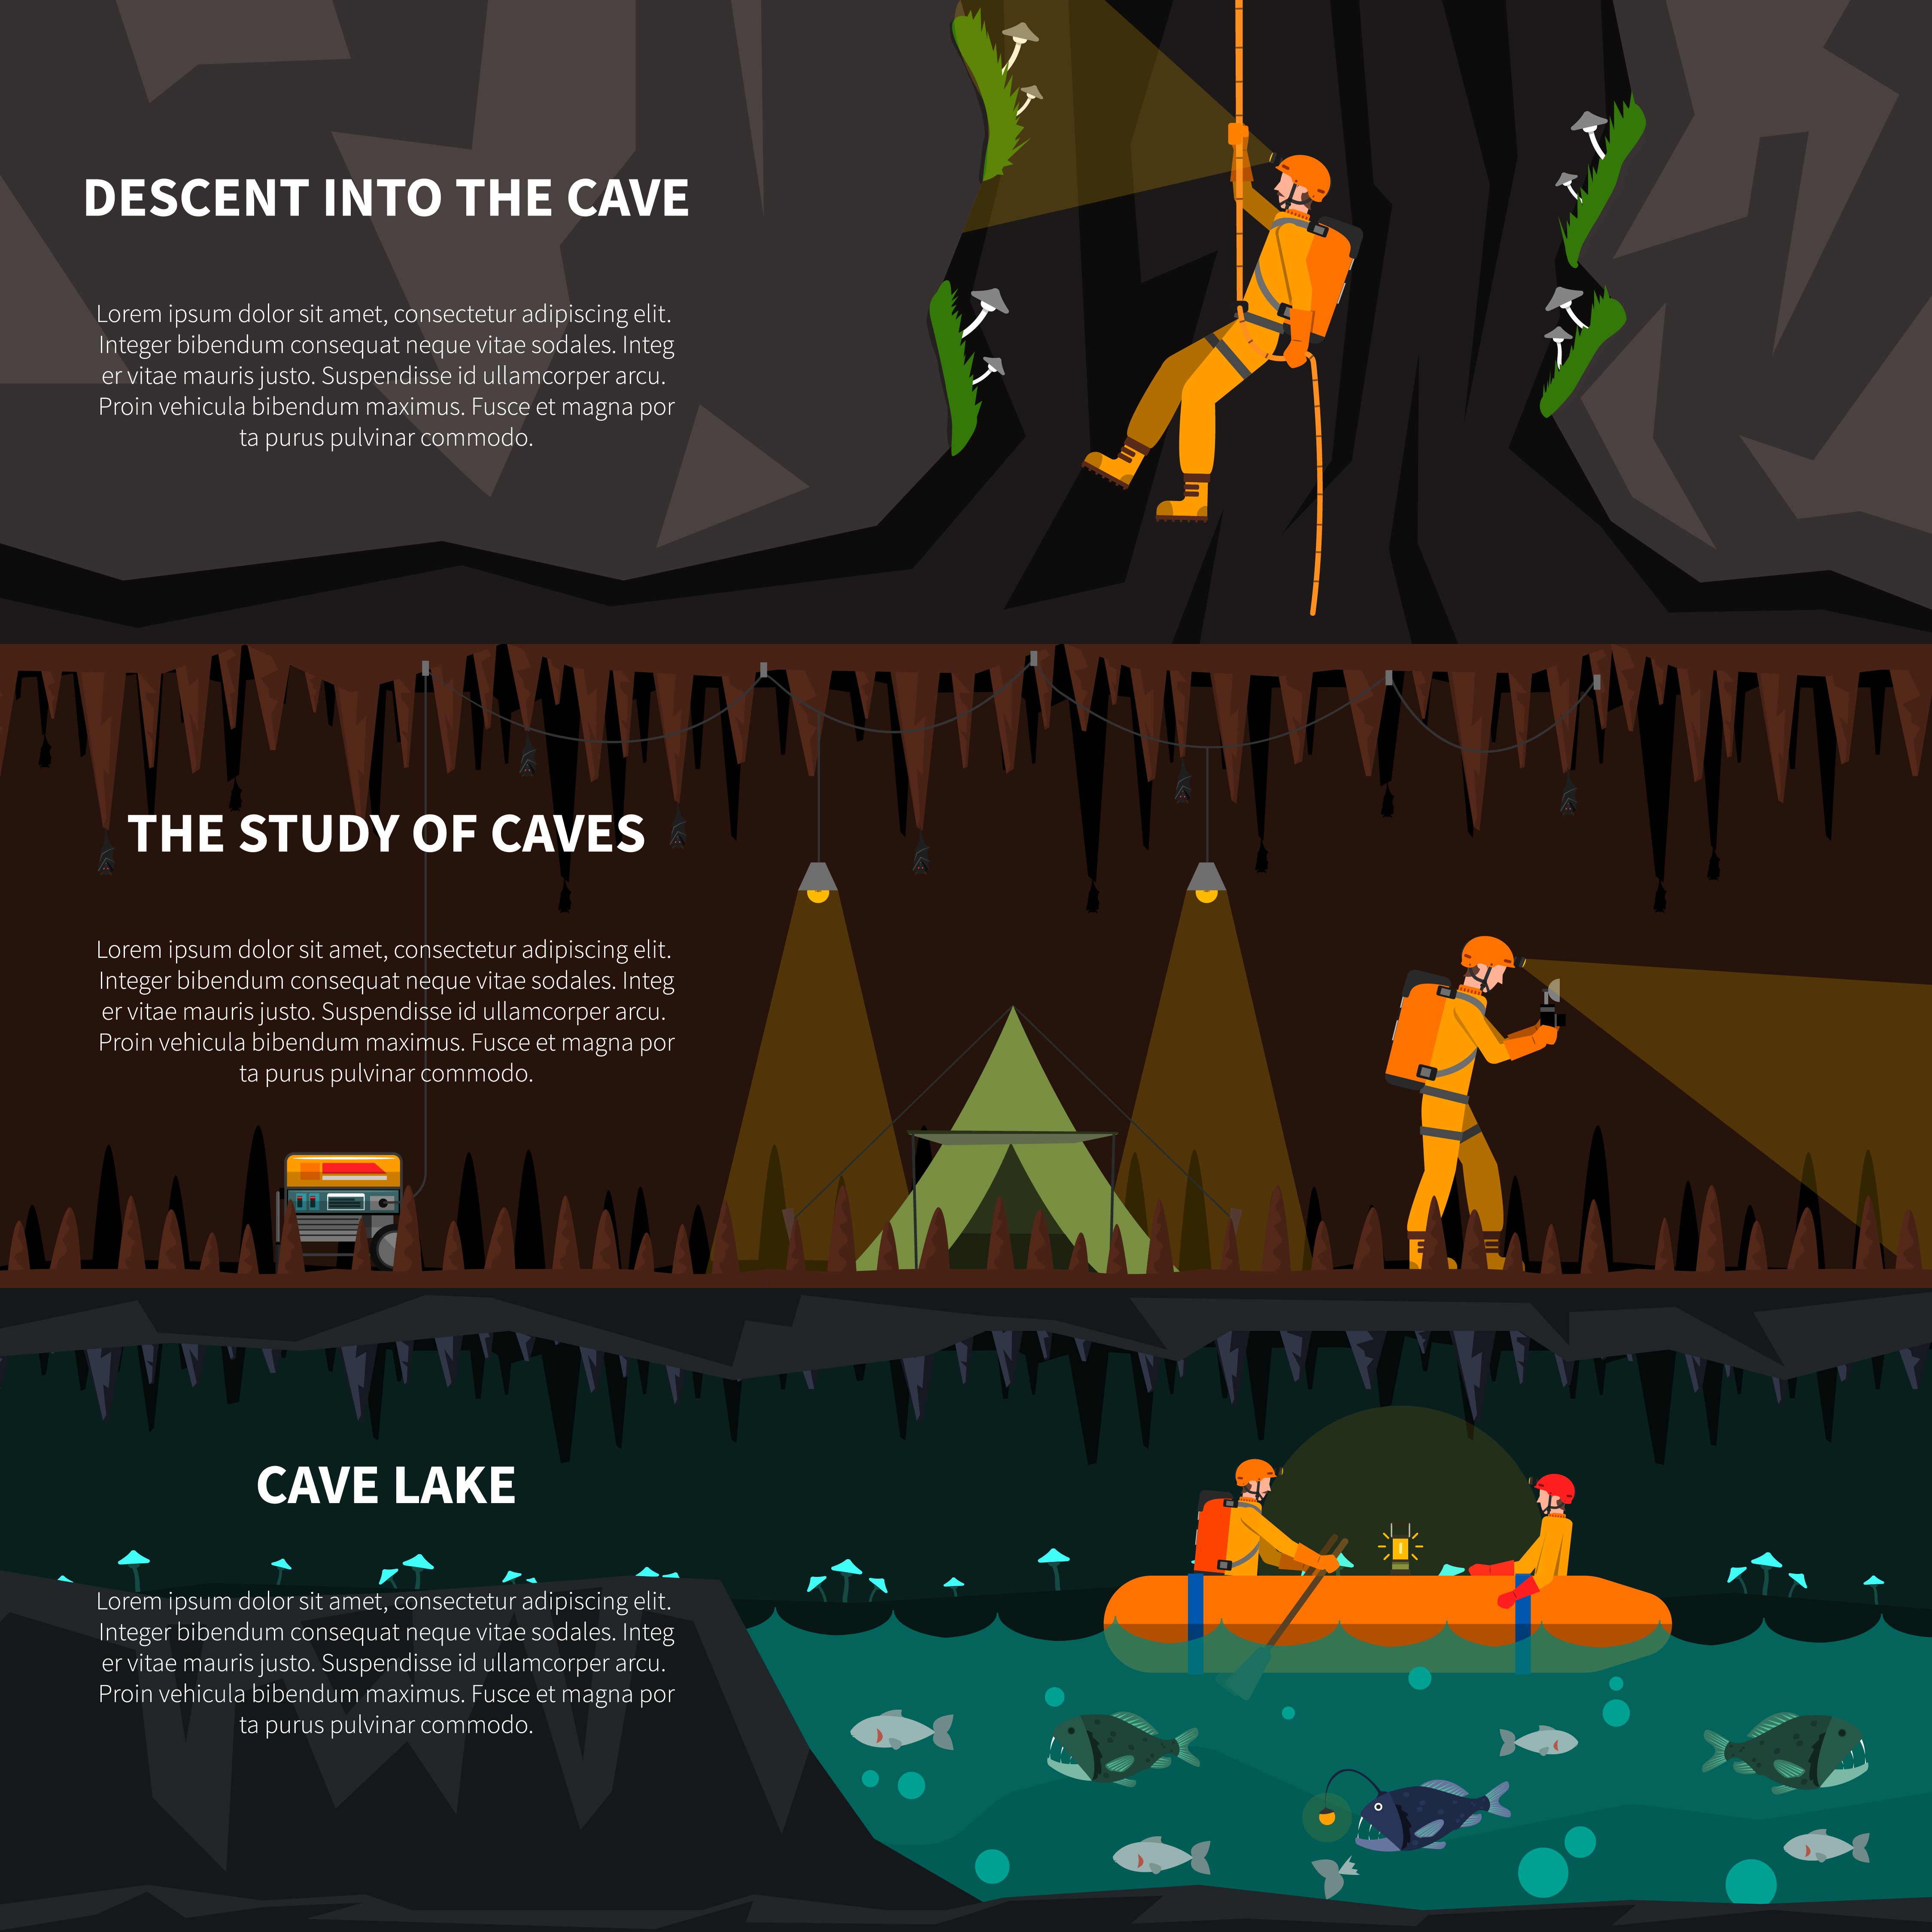 DESCENT INTO THE CAVE
Lorem ipsum dolor sit amet, consectetur adipiscing elit.
Integer bibendum consequat neque vitae sodales. Integ
er vitae mauris justo. Suspendisse id ullamcorper arcu.
Proin vehicula bibendum maximus. Fusce et magna por
ta purus pulvinar commodo.
THE STUDY OF CAVES
Lorem ipsum dolor sit amet, consectetur adipiscing elit.
Integer bibendum consequat neque vitae sodales. Integ
er vitae mauris justo. Suspendisse id ullamcorper arcu.
Proin vehicula bibendum maximus. Fusce et magna por
ta purus pulvinar commodo.
CAVE LAKE
Lorem ipsum dolor sit amet, consectetur adipiscing elit.
Integer bibendum consequat neque vitae sodales. Integ
er vitae mauris justo. Suspendisse id ullamcorper arcu.
Proin vehicula bibendum maximus. Fusce et magna por
ta purus pulvinar commodo.